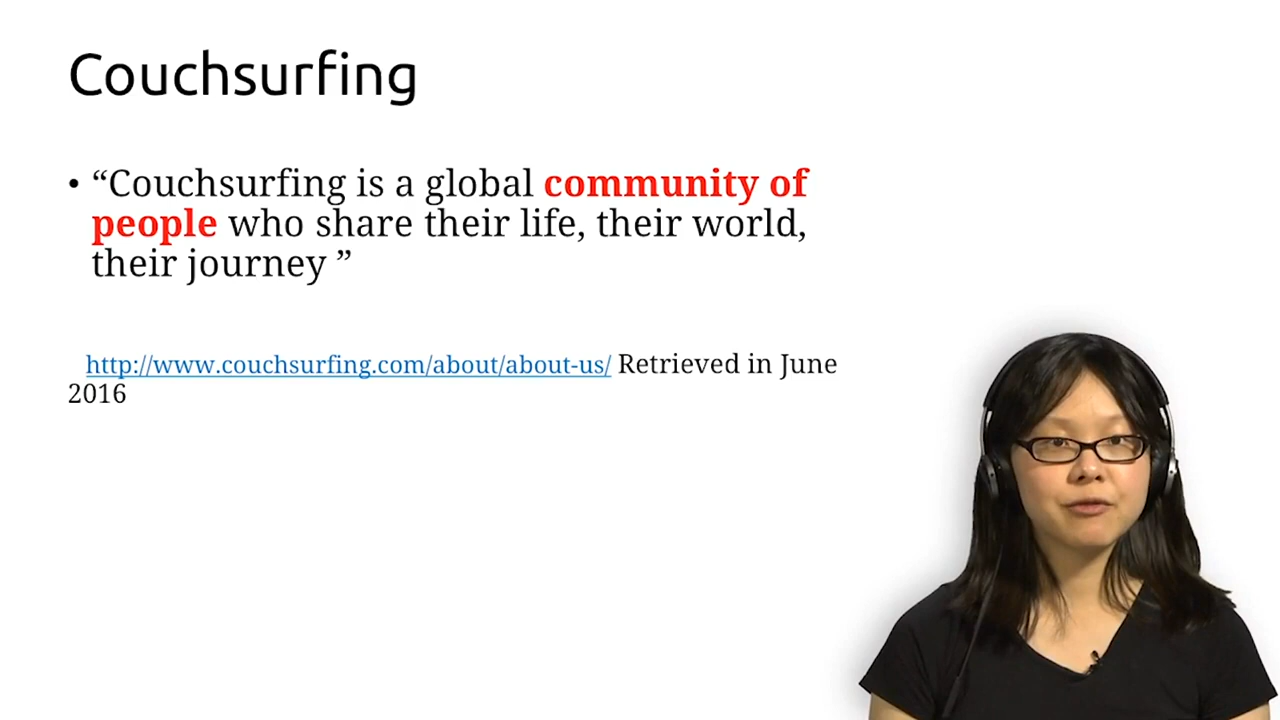 Couchsurfing
• “Couchsurfing is a global community of
people who share their life, their world,
their journey ”
http://www.couchsurfing.com/about/about-us/ Retrieved in June
2016